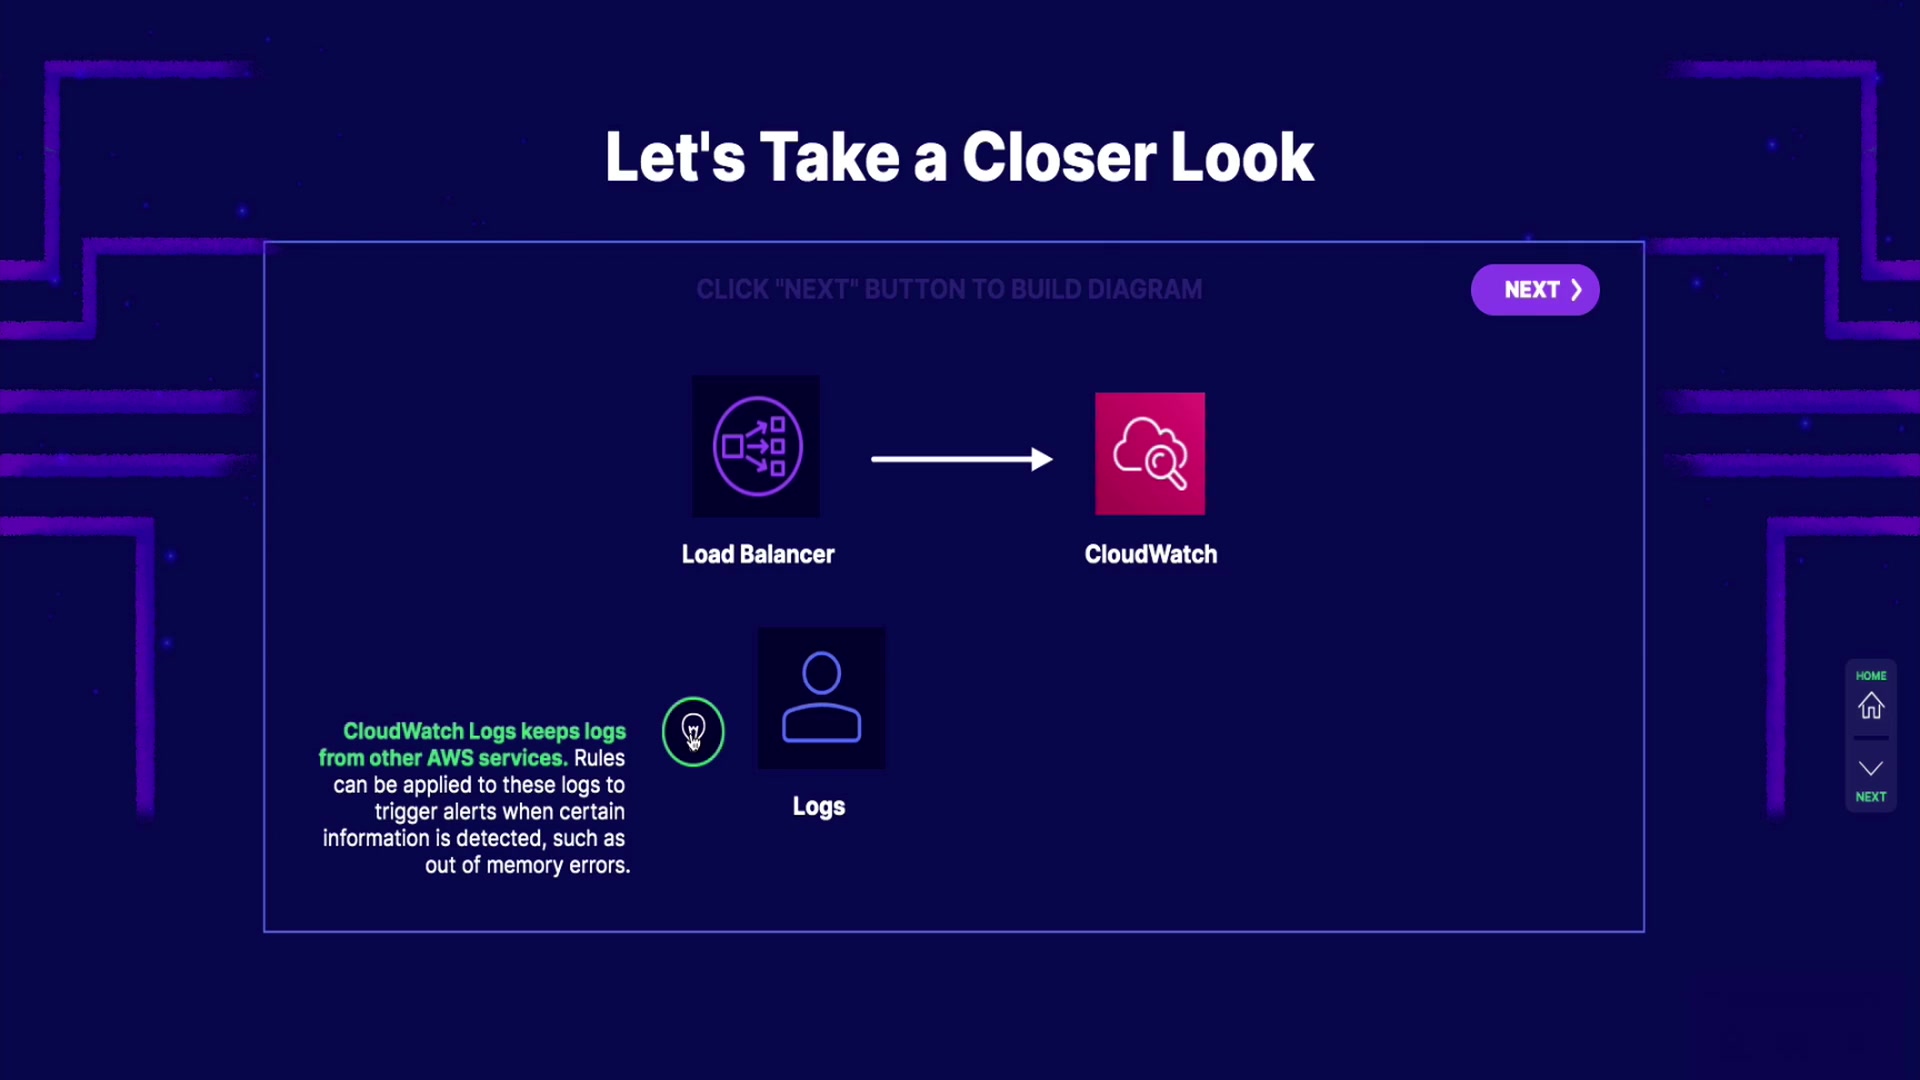 Let's Take a Closer Look
CLICK "NEXT" BUTTON TO BUILD DIAGRAM
NEXT
Load Balancer
CloudWatch
CloudWatch Logs keeps logs
from other AWS services. Rules
can be applied to these logs to
trigger alerts when certain
information is detected, such as
out of memory errors.
Logs
HOME
NEXT